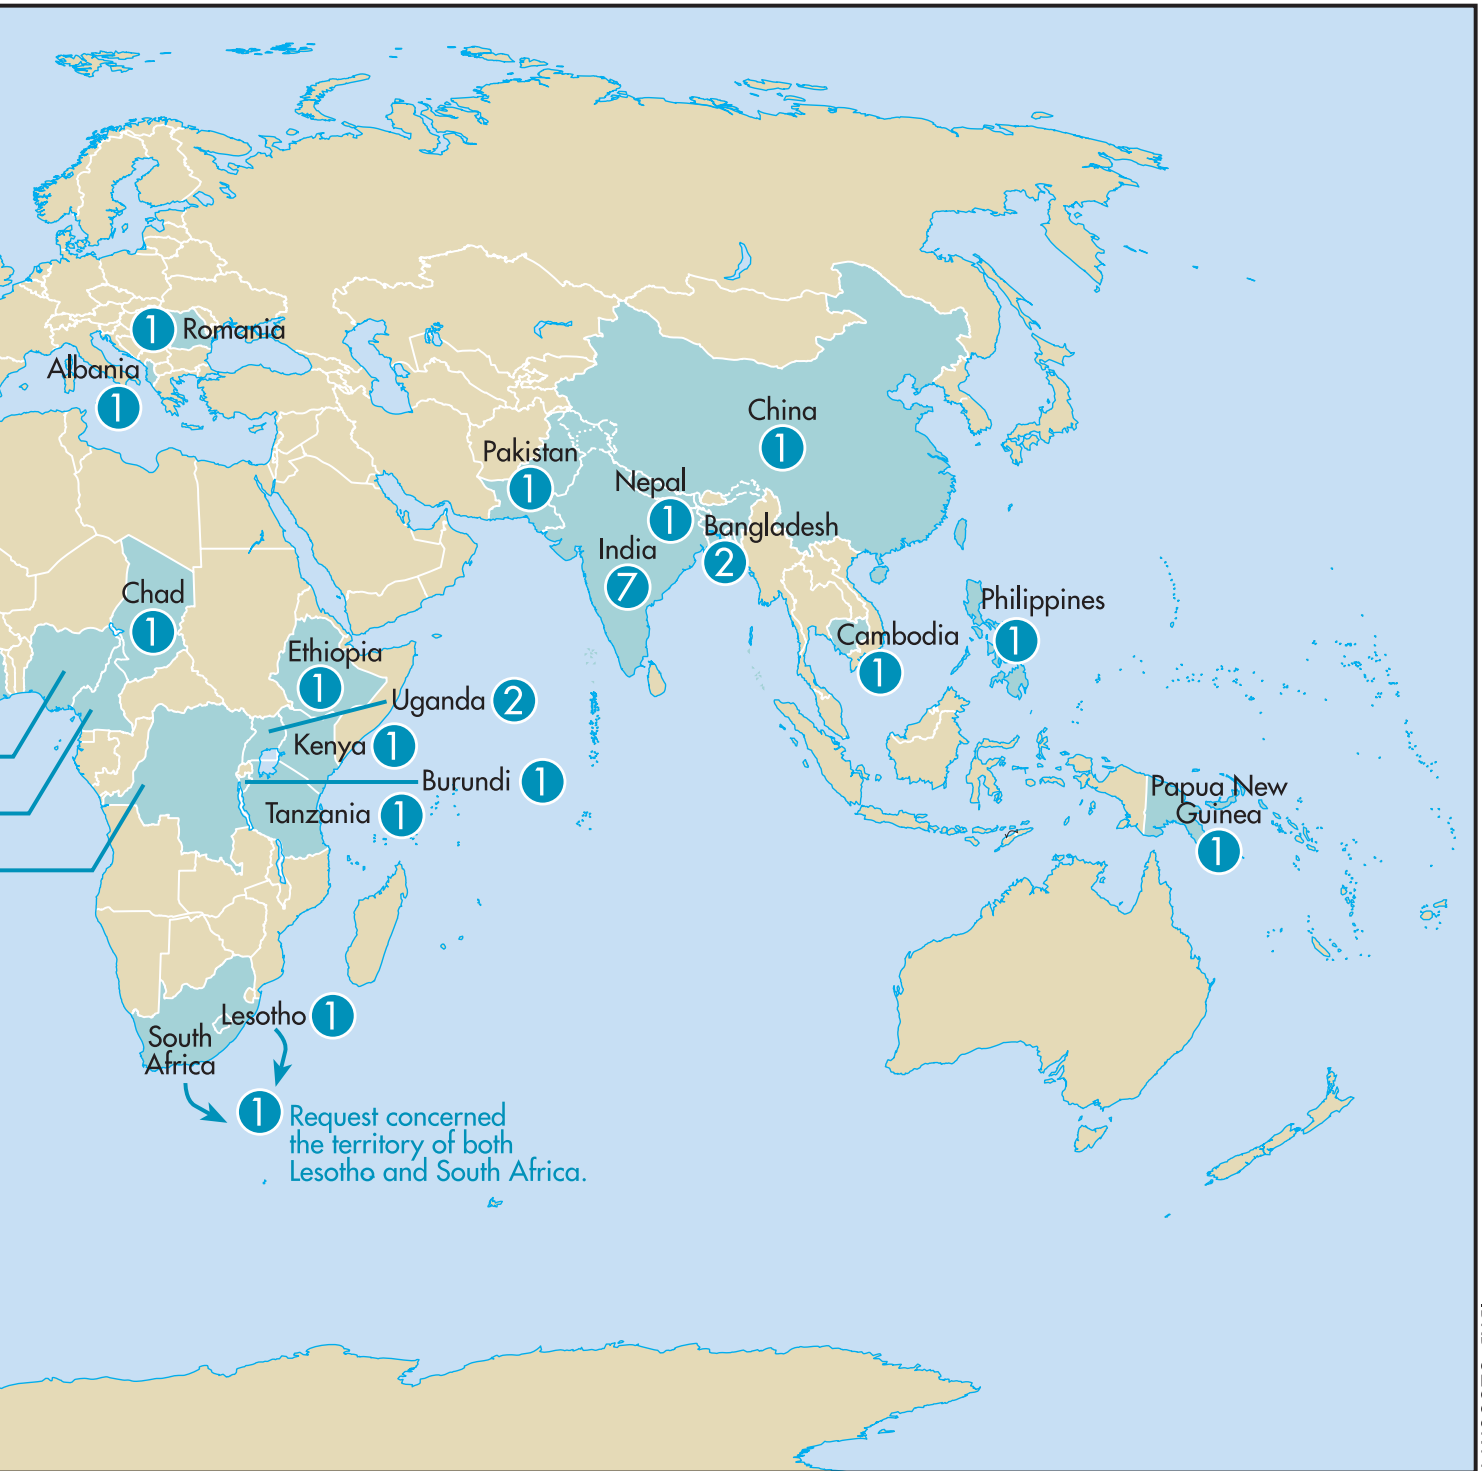 1 Romania
Albania
1
China
1
Pakistan
1
Nepal
1
Bangladesh
2
India
7
Chad
1
Philippines
1
Cambodia
1
Ethiopia
1
Uganda 2
Kenya 1
Burundi 1
Tanzania 1
Papua New
Guinea
1
Lesotho 1
South
Africa
1 Request concerned
the territory of both
Lesotho and South Africa.